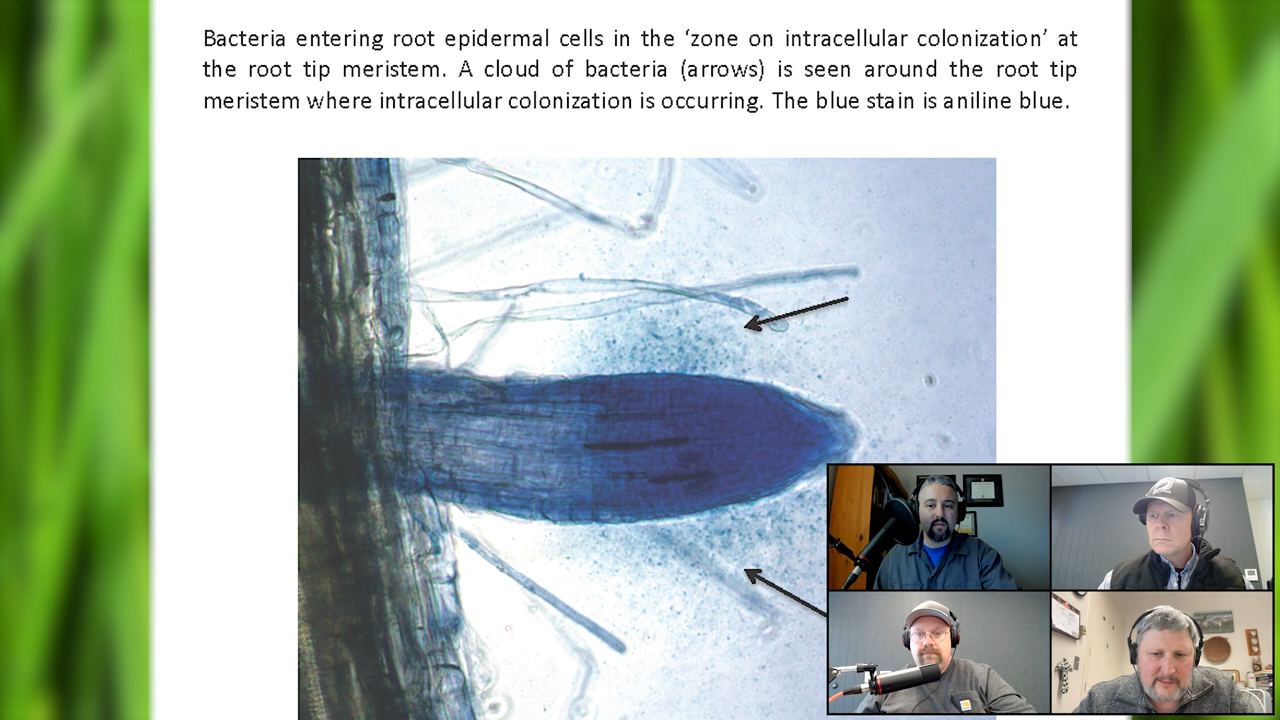 Bacteria entering root epidermal cells in the ‘zone on intracellular colonization’ at
the root tip meristem. A cloud of bacteria (arrows) is seen around the root tip
meristem where intracellular colonization is occurring. The blue stain is aniline blue.